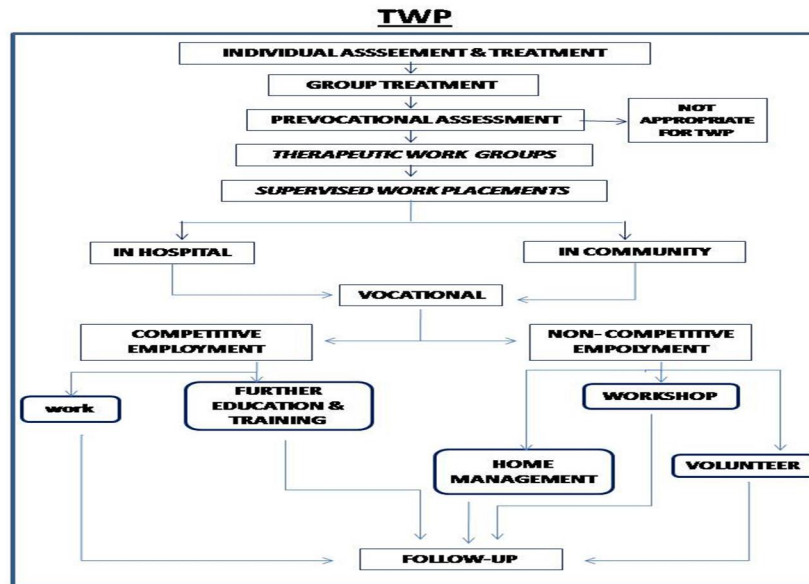 TWP
INDIVIDUAL ASSSEEMENT & TREATMENT
GROUP TREATMENT
PREVOCATIONAL ASSESSMENT
NOT
APPROPRIATE
FOR TWP
THERAPEUTIC WORK GROUPS
SUPERVISED WORK PLACEMENTS
IN HOSPITAL
IN COMMUNITY
VOCATIONAL
COMPETITIVE
EMPLOYMENT
NON- COMPETITIVE
EMPOLYMENT
work
FURTHER
EDUCATION &
TRAINING
WORKSHOP
HOME
MANAGEMENT
VOLUNTEER
FOLLOW-UP